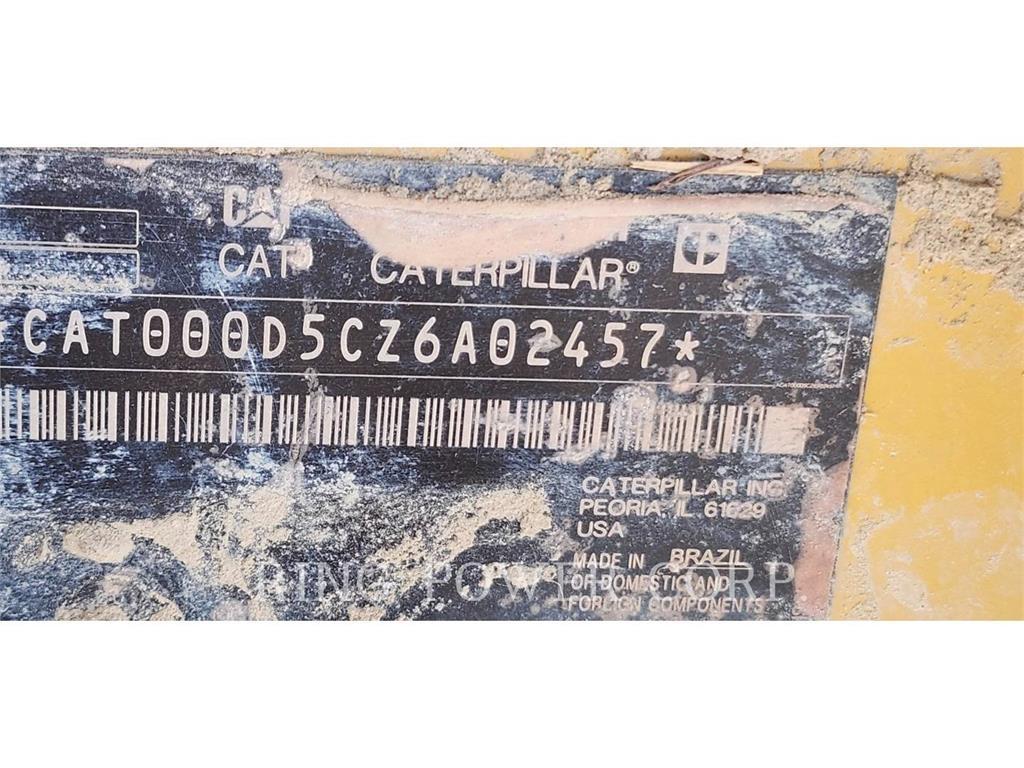 CAT
CAT CATERPILLAR®
*CAT000D5CZ6A02457*
CATERPILLAR INC
PEORIA IL 61629
USA
MADE IN BRAZIL
OF DOMESTIC AND
FOREIGN COMPONENTS
RING POWER CORP